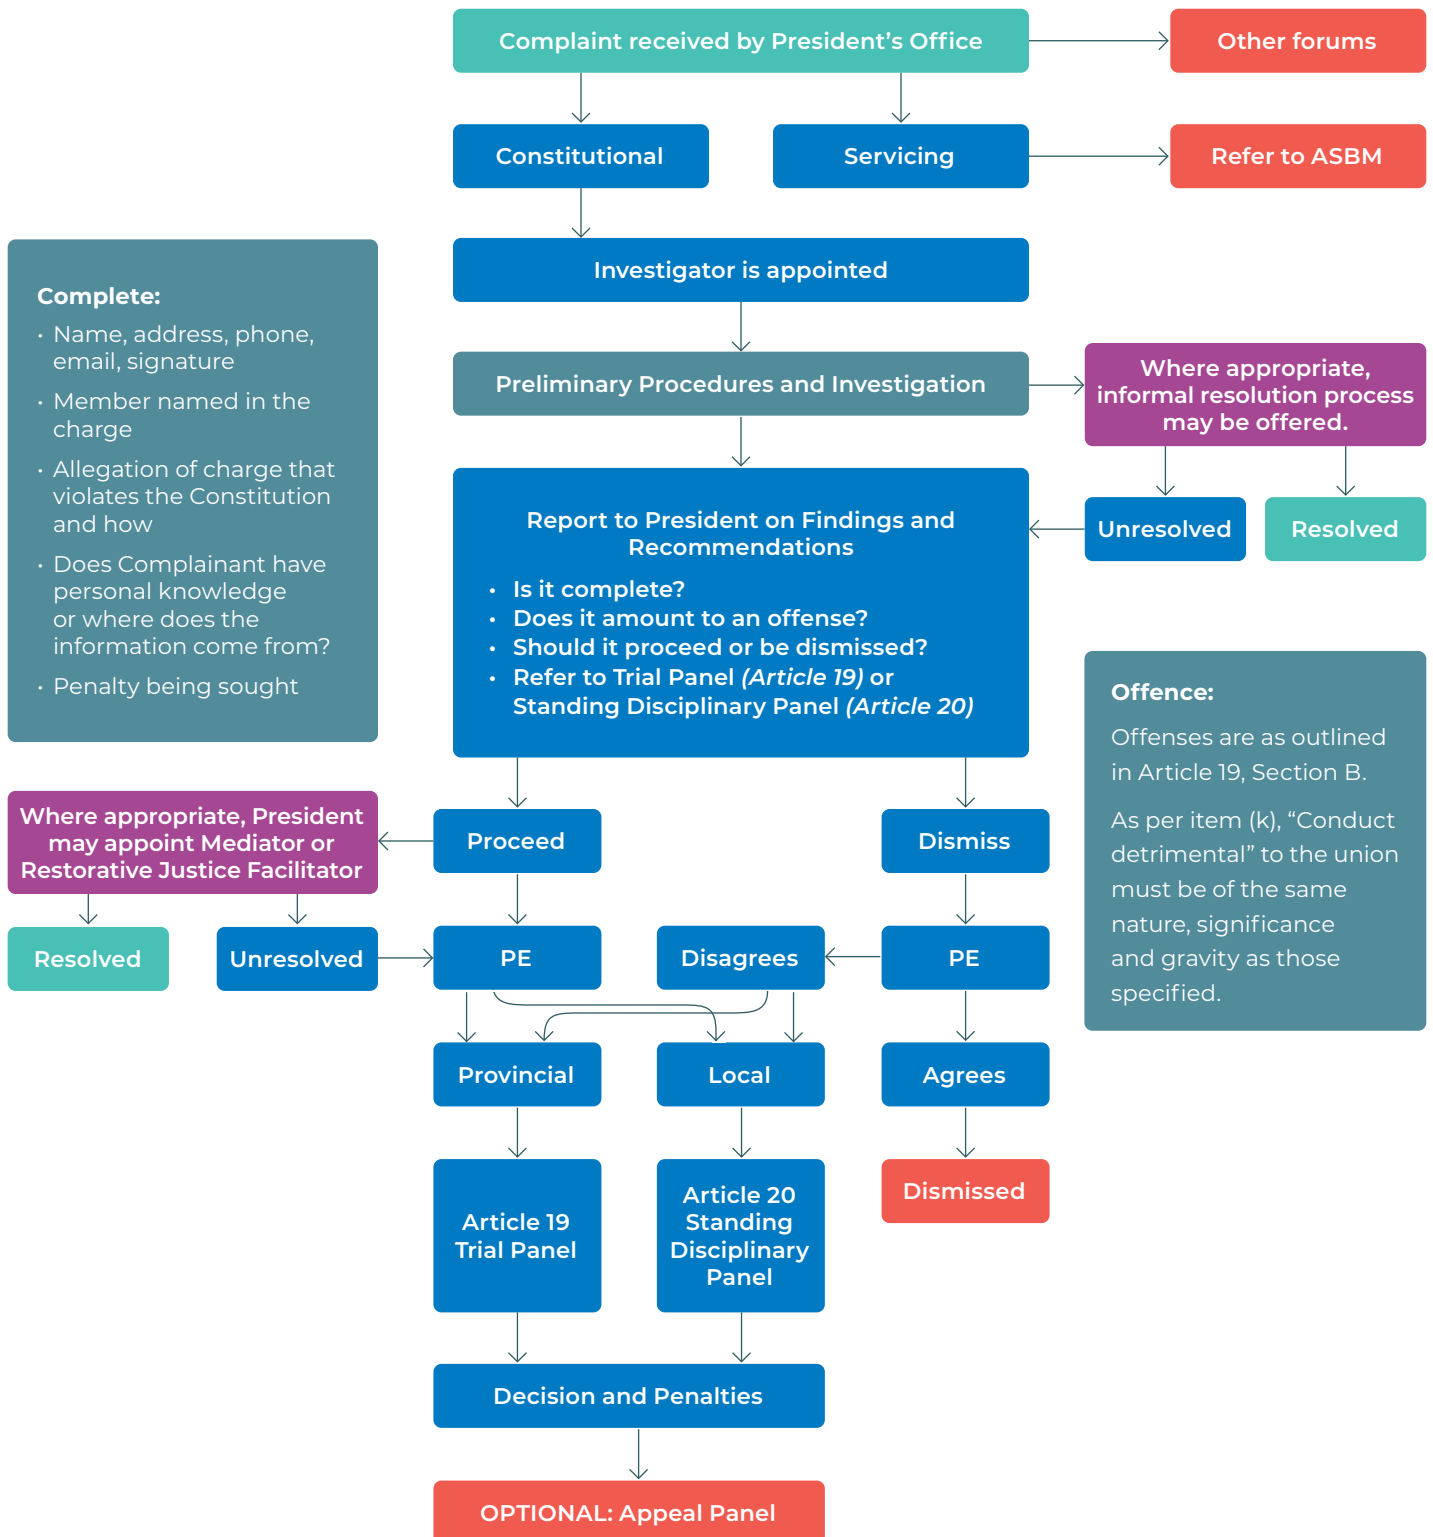 Complaint received by President’s Office
Other forums
Constitutional
Servicing
Refer to ASBM
Investigator is appointed
Complete:
· Name, address, phone,
email, signature
· Member named in the
charge
· Allegation of charge that
violates the Constitution
and how
· Does Complainant have
personal knowledge
or where does the
information come from?
· Penalty being sought
Preliminary Procedures and Investigation
Where appropriate,
informal resolution process
may be offered.
Unresolved
Resolved
Report to President on Findings and
Recommendations
• Is it complete?
• Does it amount to an offense?
• Should it proceed or be dismissed?
• Refer to Trial Panel (Article 19) or
Standing Disciplinary Panel (Article 20)
Offence:
Offenses are as outlined
in Article 19, Section B.
As per item (k), “Conduct
detrimental” to the union
must be of the same
nature, significance
and gravity as those
specified.
Where appropriate, President
may appoint Mediator or
Restorative Justice Facilitator
Proceed
Dismiss
Resolved
Unresolved
PE
Disagrees
PE
Provincial
Local
Agrees
Article 19
Trial Panel
Article 20
Standing
Disciplinary
Panel
Dismissed
Decision and Penalties
OPTIONAL: Appeal Panel